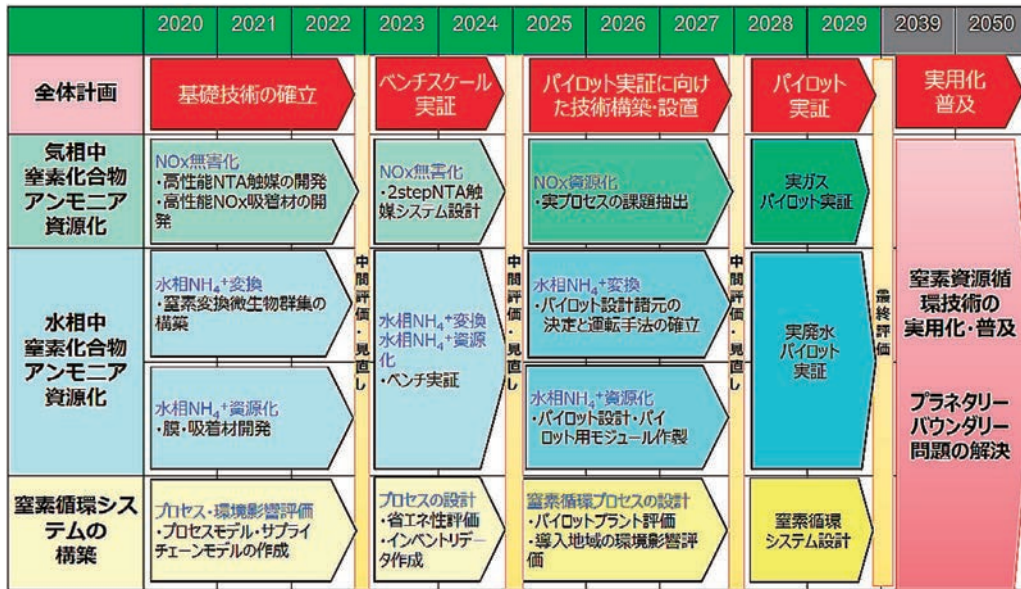 2020 2021 2022 2023 2024 2025 2026 2027 2028 2029 2039 2050
全体計画
基礎技術の確立
ベンチスケール
実証
パイロット実証に向け
た技術構築・設置
パイロット
実証
実用化
普及
気相中
窒素化合物
アンモニア
資源化
NOx無害化
・高性能NTA触媒の開発
・高性能NOx吸着材の開
発
NOx無害化
・2stepNTA触
媒システム設計
NOx資源化
・実プロセスの課題抽出
実ガス
パイロット実証
水相中
窒素化合物
アンモニア
資源化
水相NH₄⁺変換
・窒素変換微生物群集の
構築
水相NH₄⁺資源化
・膜・吸着材開発
中間評価・見直し
水相NH₄⁺変換
水相NH₄⁺資源
化
・ベンチ実証
中間評価・見直し
水相NH₄⁺変換
・パイロット設計諸元の
決定と運転手法の確立
水相NH₄⁺資源化
・パイロット設計・パイ
ロット用モジュール作製
中間評価・見直し
実廃水
パイロット
実証
最終評価
窒素資源循
環技術の
実用化・普及
プラネタリー
バウンダリー
問題の解決
窒素循環シス
テムの
構築
プロセス・環境影響評価
・プロセスモデル・サプライ
チェーンモデルの作成
プロセスの設計
・省エネ性評価
・インベントリデー
タ作成
窒素循環プロセスの設計
・パイロットプラント評価
・導入地域の環境影響評
価
窒素循環
システム設計